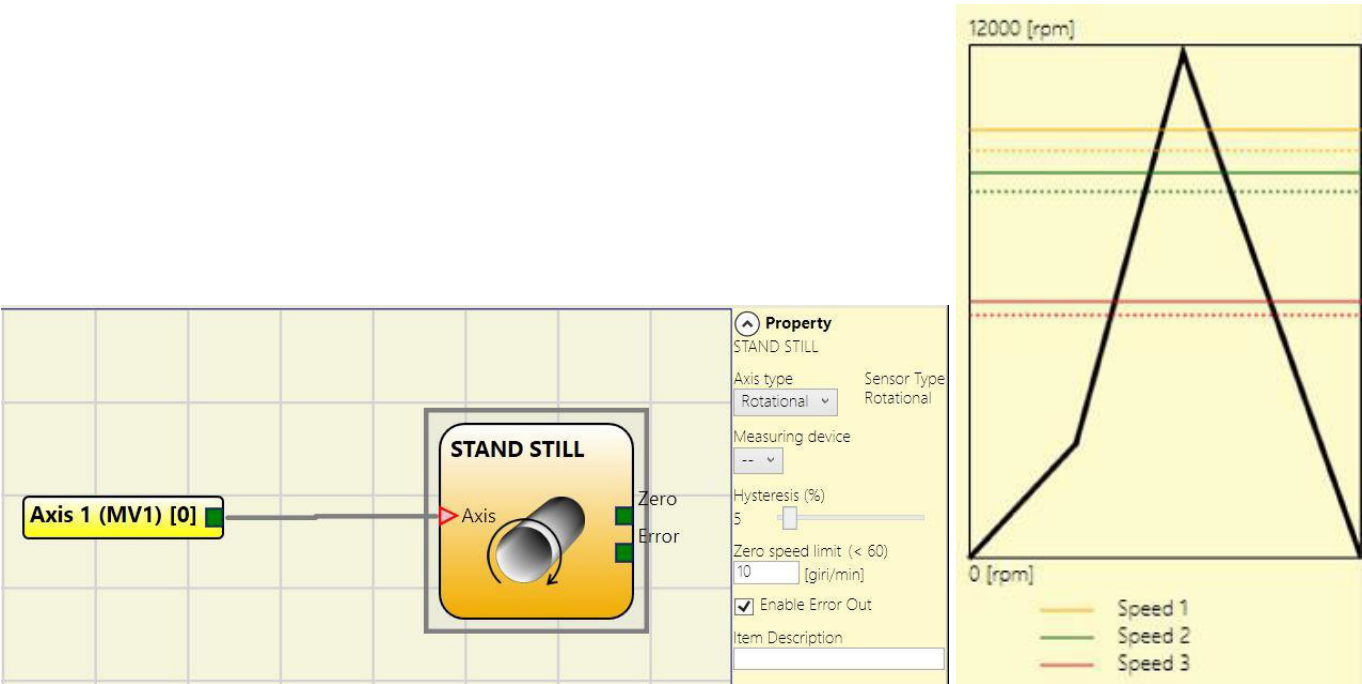 Axis 1 (MV1) [0]
STAND STILL
Axis
Zero
Error
Property
STAND STILL
Axis type
Sensor Type
Rotational
Rotational
Measuring device
--
Hysteresis (%)
5
Zero speed limit (< 60)
10 [giri/min]
Enable Error Out
Item Description
12000 [rpm]
0 [rpm]
Speed 1
Speed 2
Speed 3